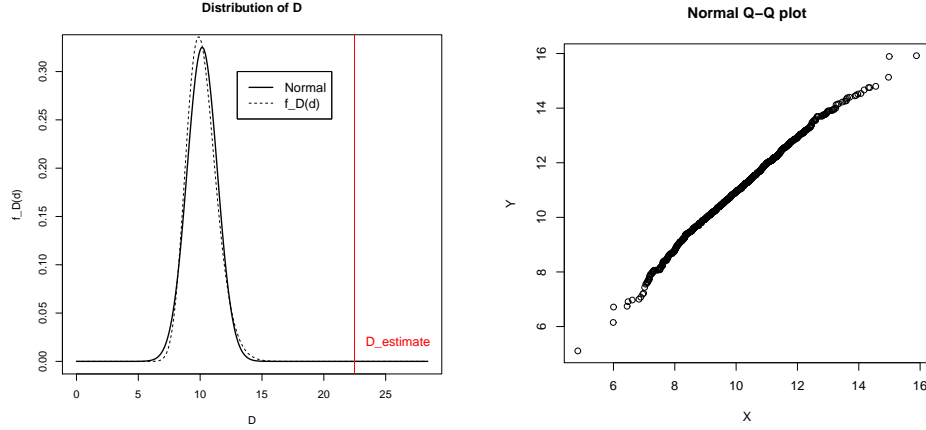 Distribution of D
f_D(d)
0.30
0.25
0.20
0.15
0.10
0.05
0.00
Normal
f_D(d)
D_estimate
0 5 10 15 20 25
D
Normal Q−Q plot
Y
16
14
12
10
8
6
6 8 10 12 14 16
X